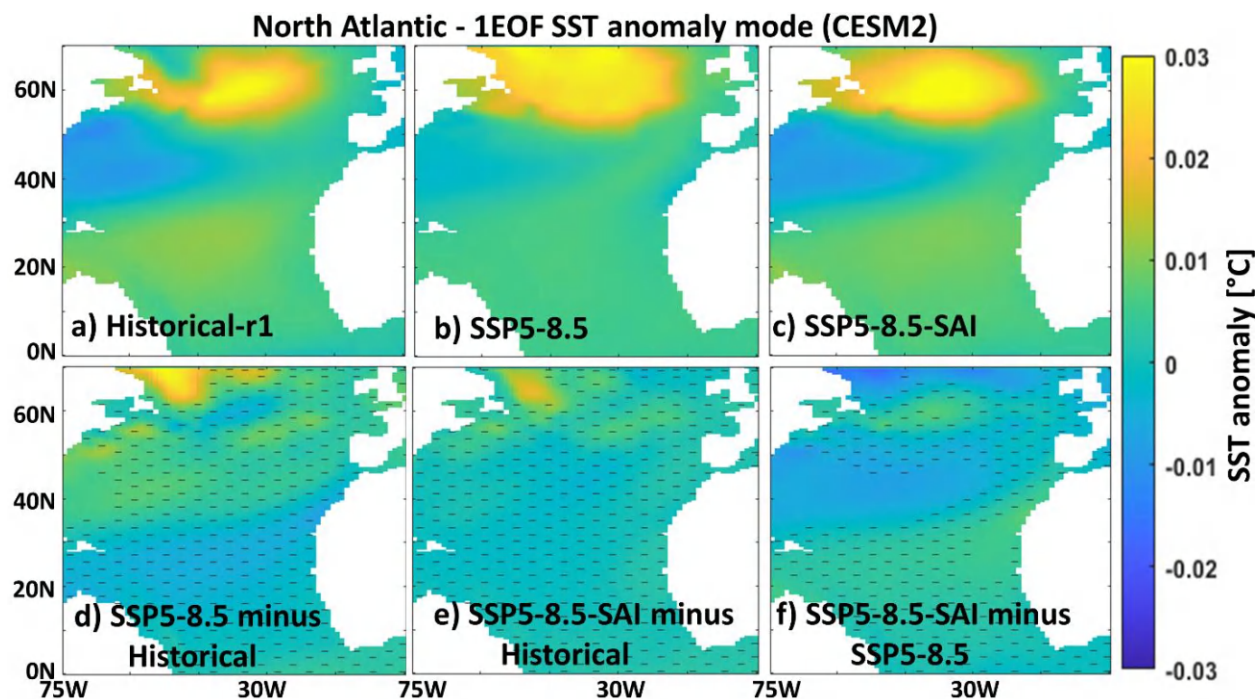 North Atlantic - 1EOF SST anomaly mode (CESM2)
60N
40N
20N
0N
a) Historical-r1
b) SSP5-8.5
c) SSP5-8.5-SAI
60N
40N
20N
0N
d) SSP5-8.5 minus
Historical
e) SSP5-8.5-SAI minus
Historical
f) SSP5-8.5-SAI minus
SSP5-8.5
75W
30W
75W
30W
75W
30W
0.03
0.02
0.01
0
-0.01
-0.02
-0.03
SST anomaly [°C]